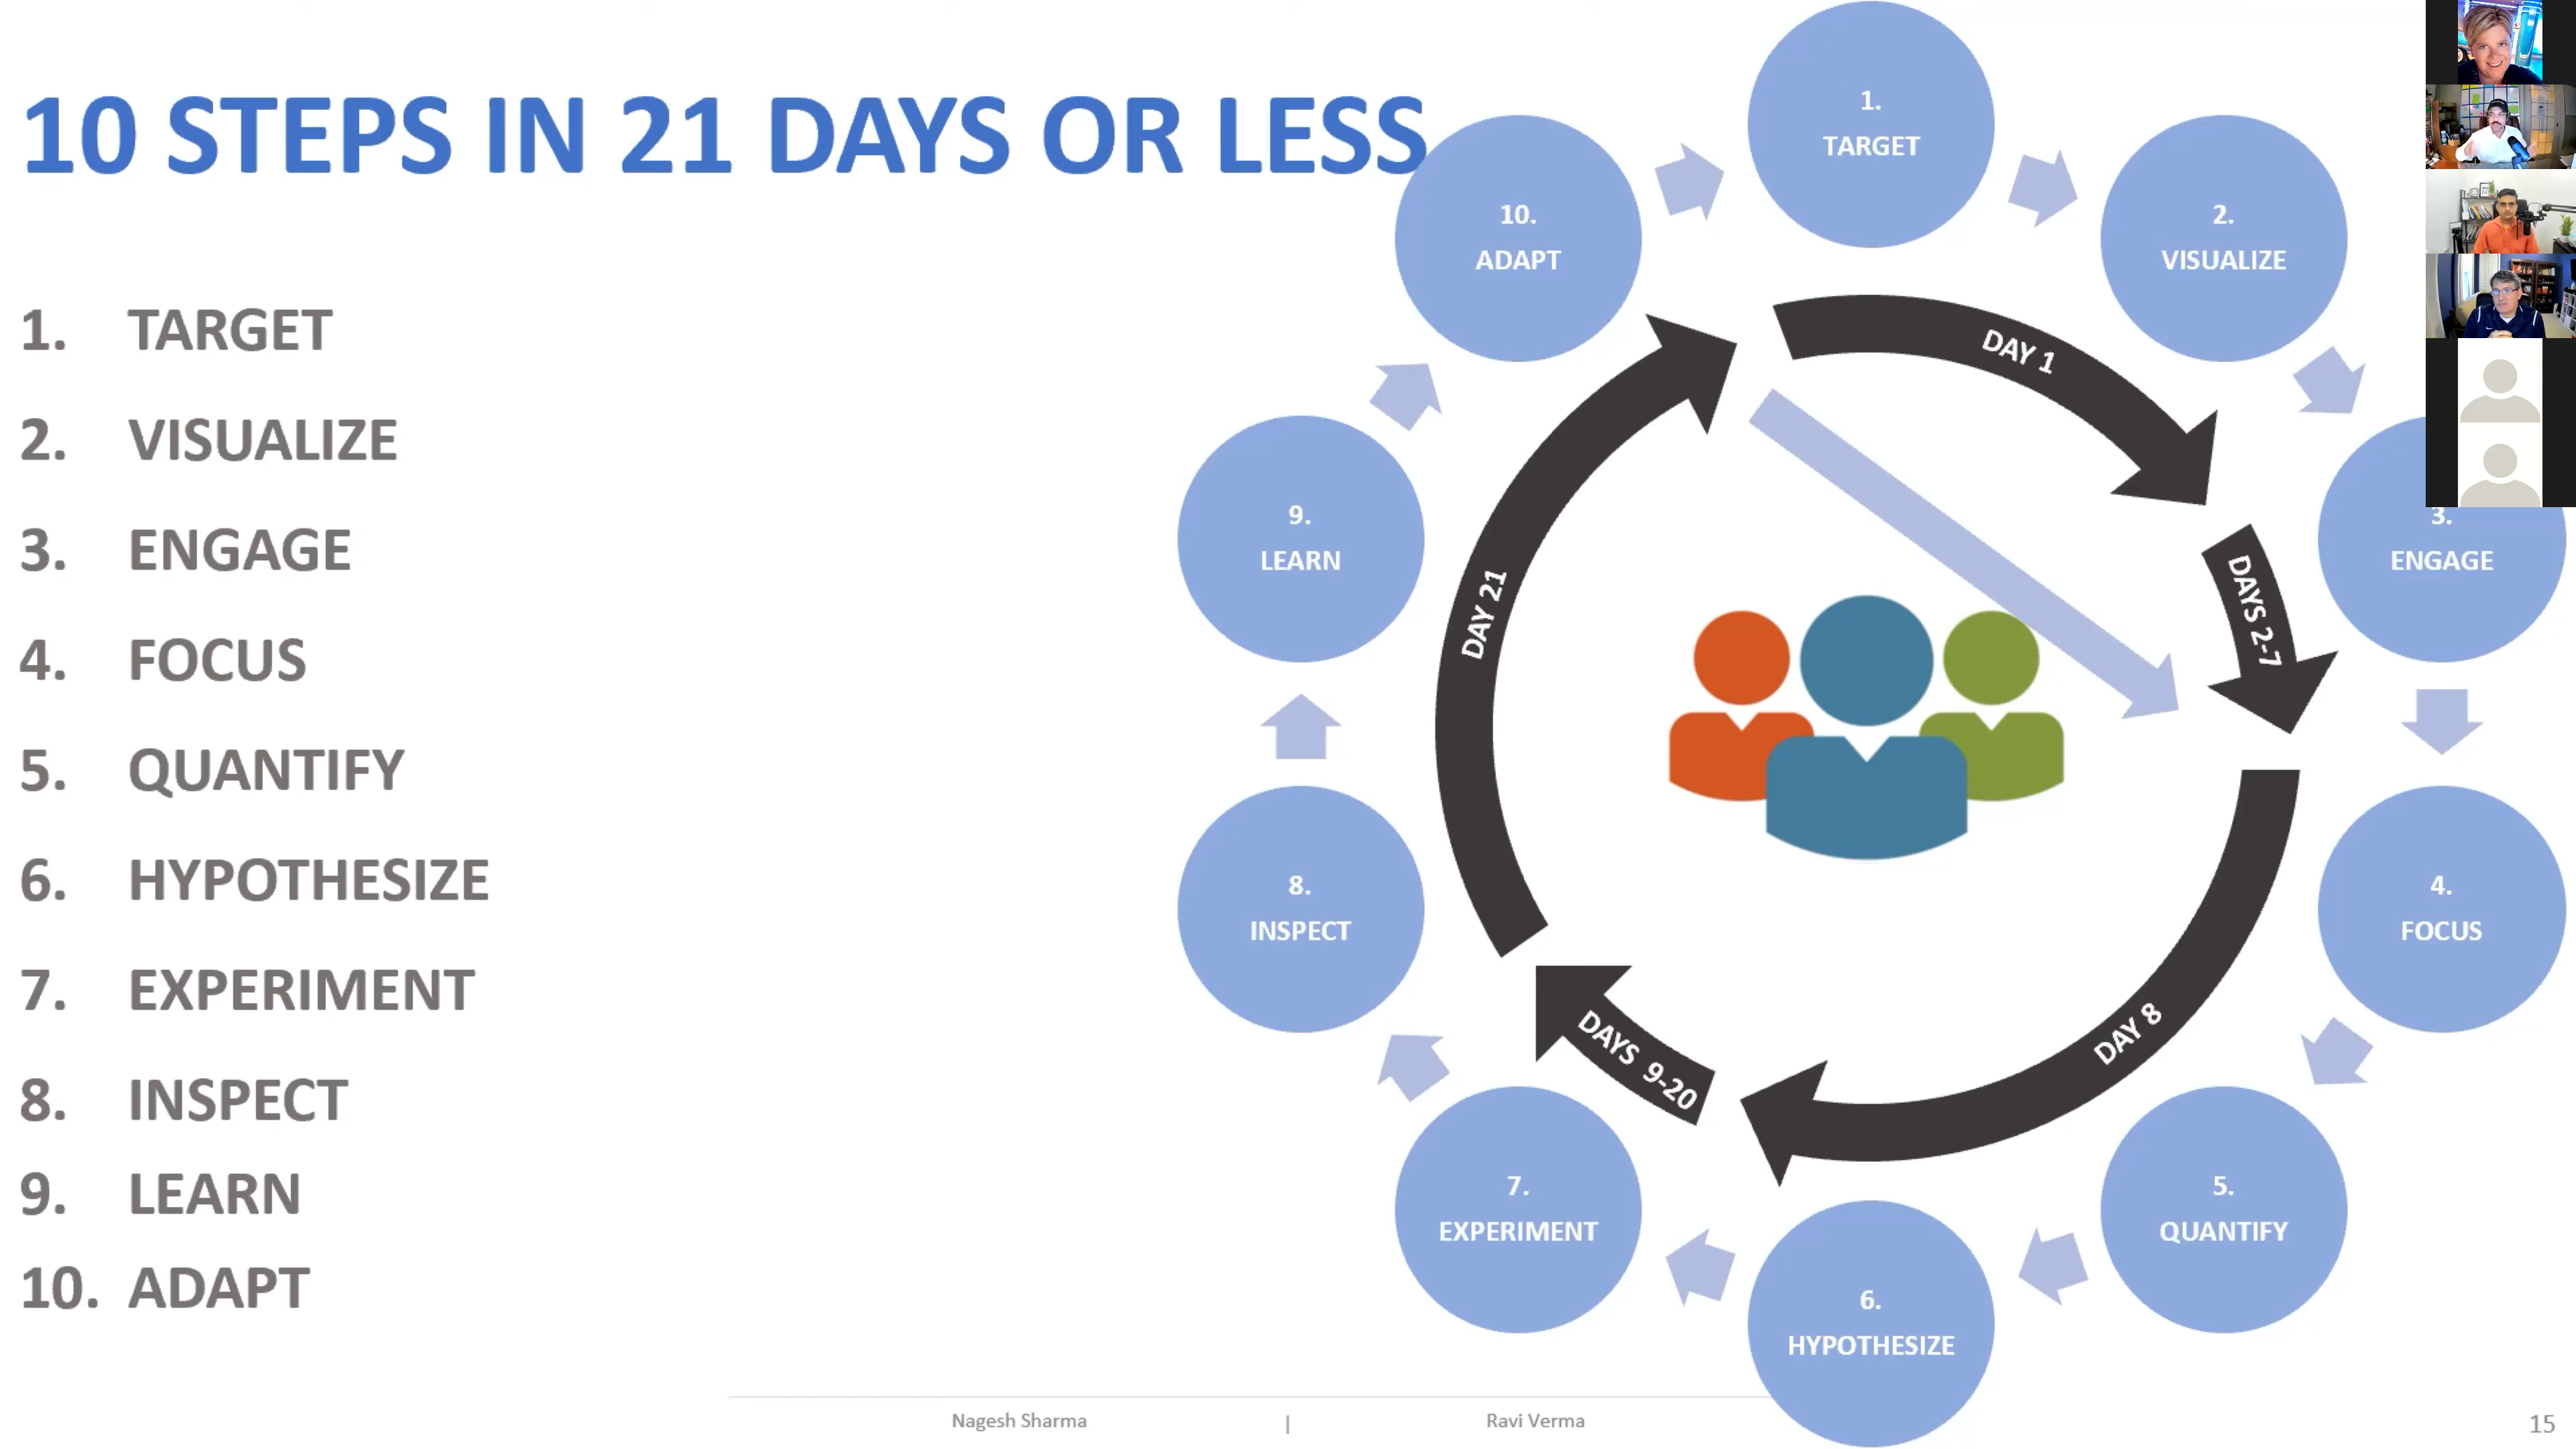 10 STEPS IN 21 DAYS OR LESS
1. TARGET
2. VISUALIZE
3. ENGAGE
4. FOCUS
5. QUANTIFY
6. HYPOTHESIZE
7. EXPERIMENT
8. INSPECT
9. LEARN
10. ADAPT
1.
TARGET
2.
VISUALIZE
3.
ENGAGE
4.
FOCUS
5.
QUANTIFY
6.
HYPOTHESIZE
7.
EXPERIMENT
8.
INSPECT
9.
LEARN
10.
ADAPT
DAY 1
DAYS 2-7
DAY 8
DAYS 9-20
DAY 21
Nagesh Sharma | Ravi Verma
15